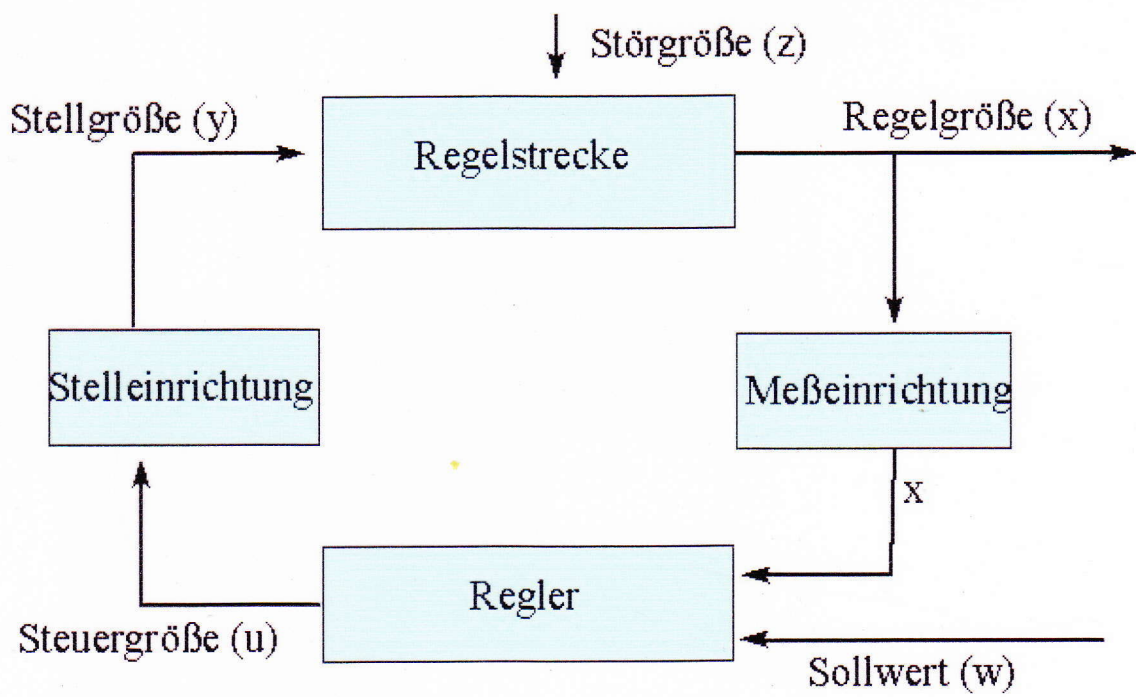 Störgröße (z)
Stellgröße (y)
Regelgröße (x)
Regelstrecke
Stelleinrichtung
Meßeinrichtung
x
Regler
Steuergröße (u)
Sollwert (w)